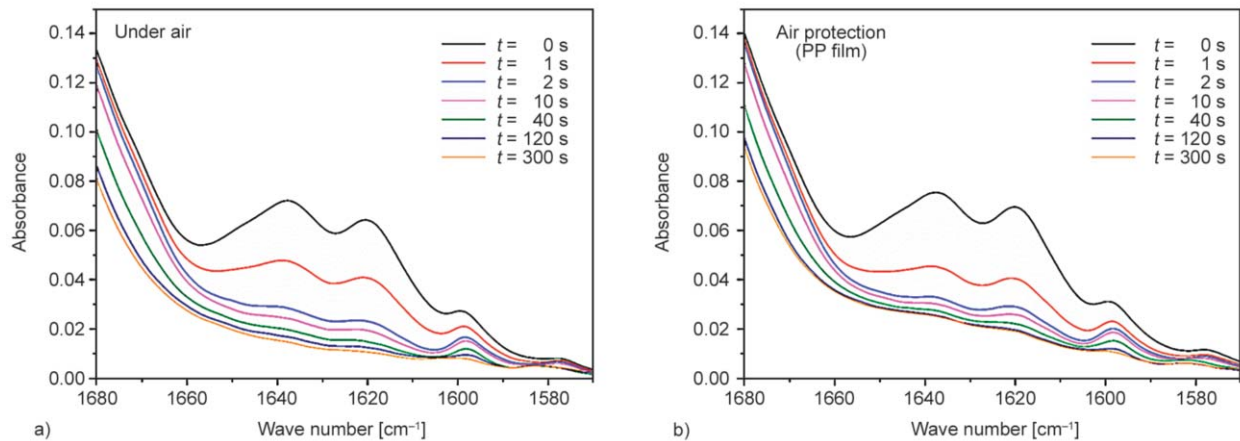 Under air
t = 0 s
t = 1 s
t = 2 s
t = 10 s
t = 40 s
t = 120 s
t = 300 s
0.14
0.12
0.10
0.08
0.06
0.04
0.02
0.00
Absorbance
1680
1660
1640
1620
1600
1580
Wave number [cm⁻¹]
a)
Air protection
(PP film)
t = 0 s
t = 1 s
t = 2 s
t = 10 s
t = 40 s
t = 120 s
t = 300 s
0.14
0.12
0.10
0.08
0.06
0.04
0.02
0.00
Absorbance
1680
1660
1640
1620
1600
1580
Wave number [cm⁻¹]
b)